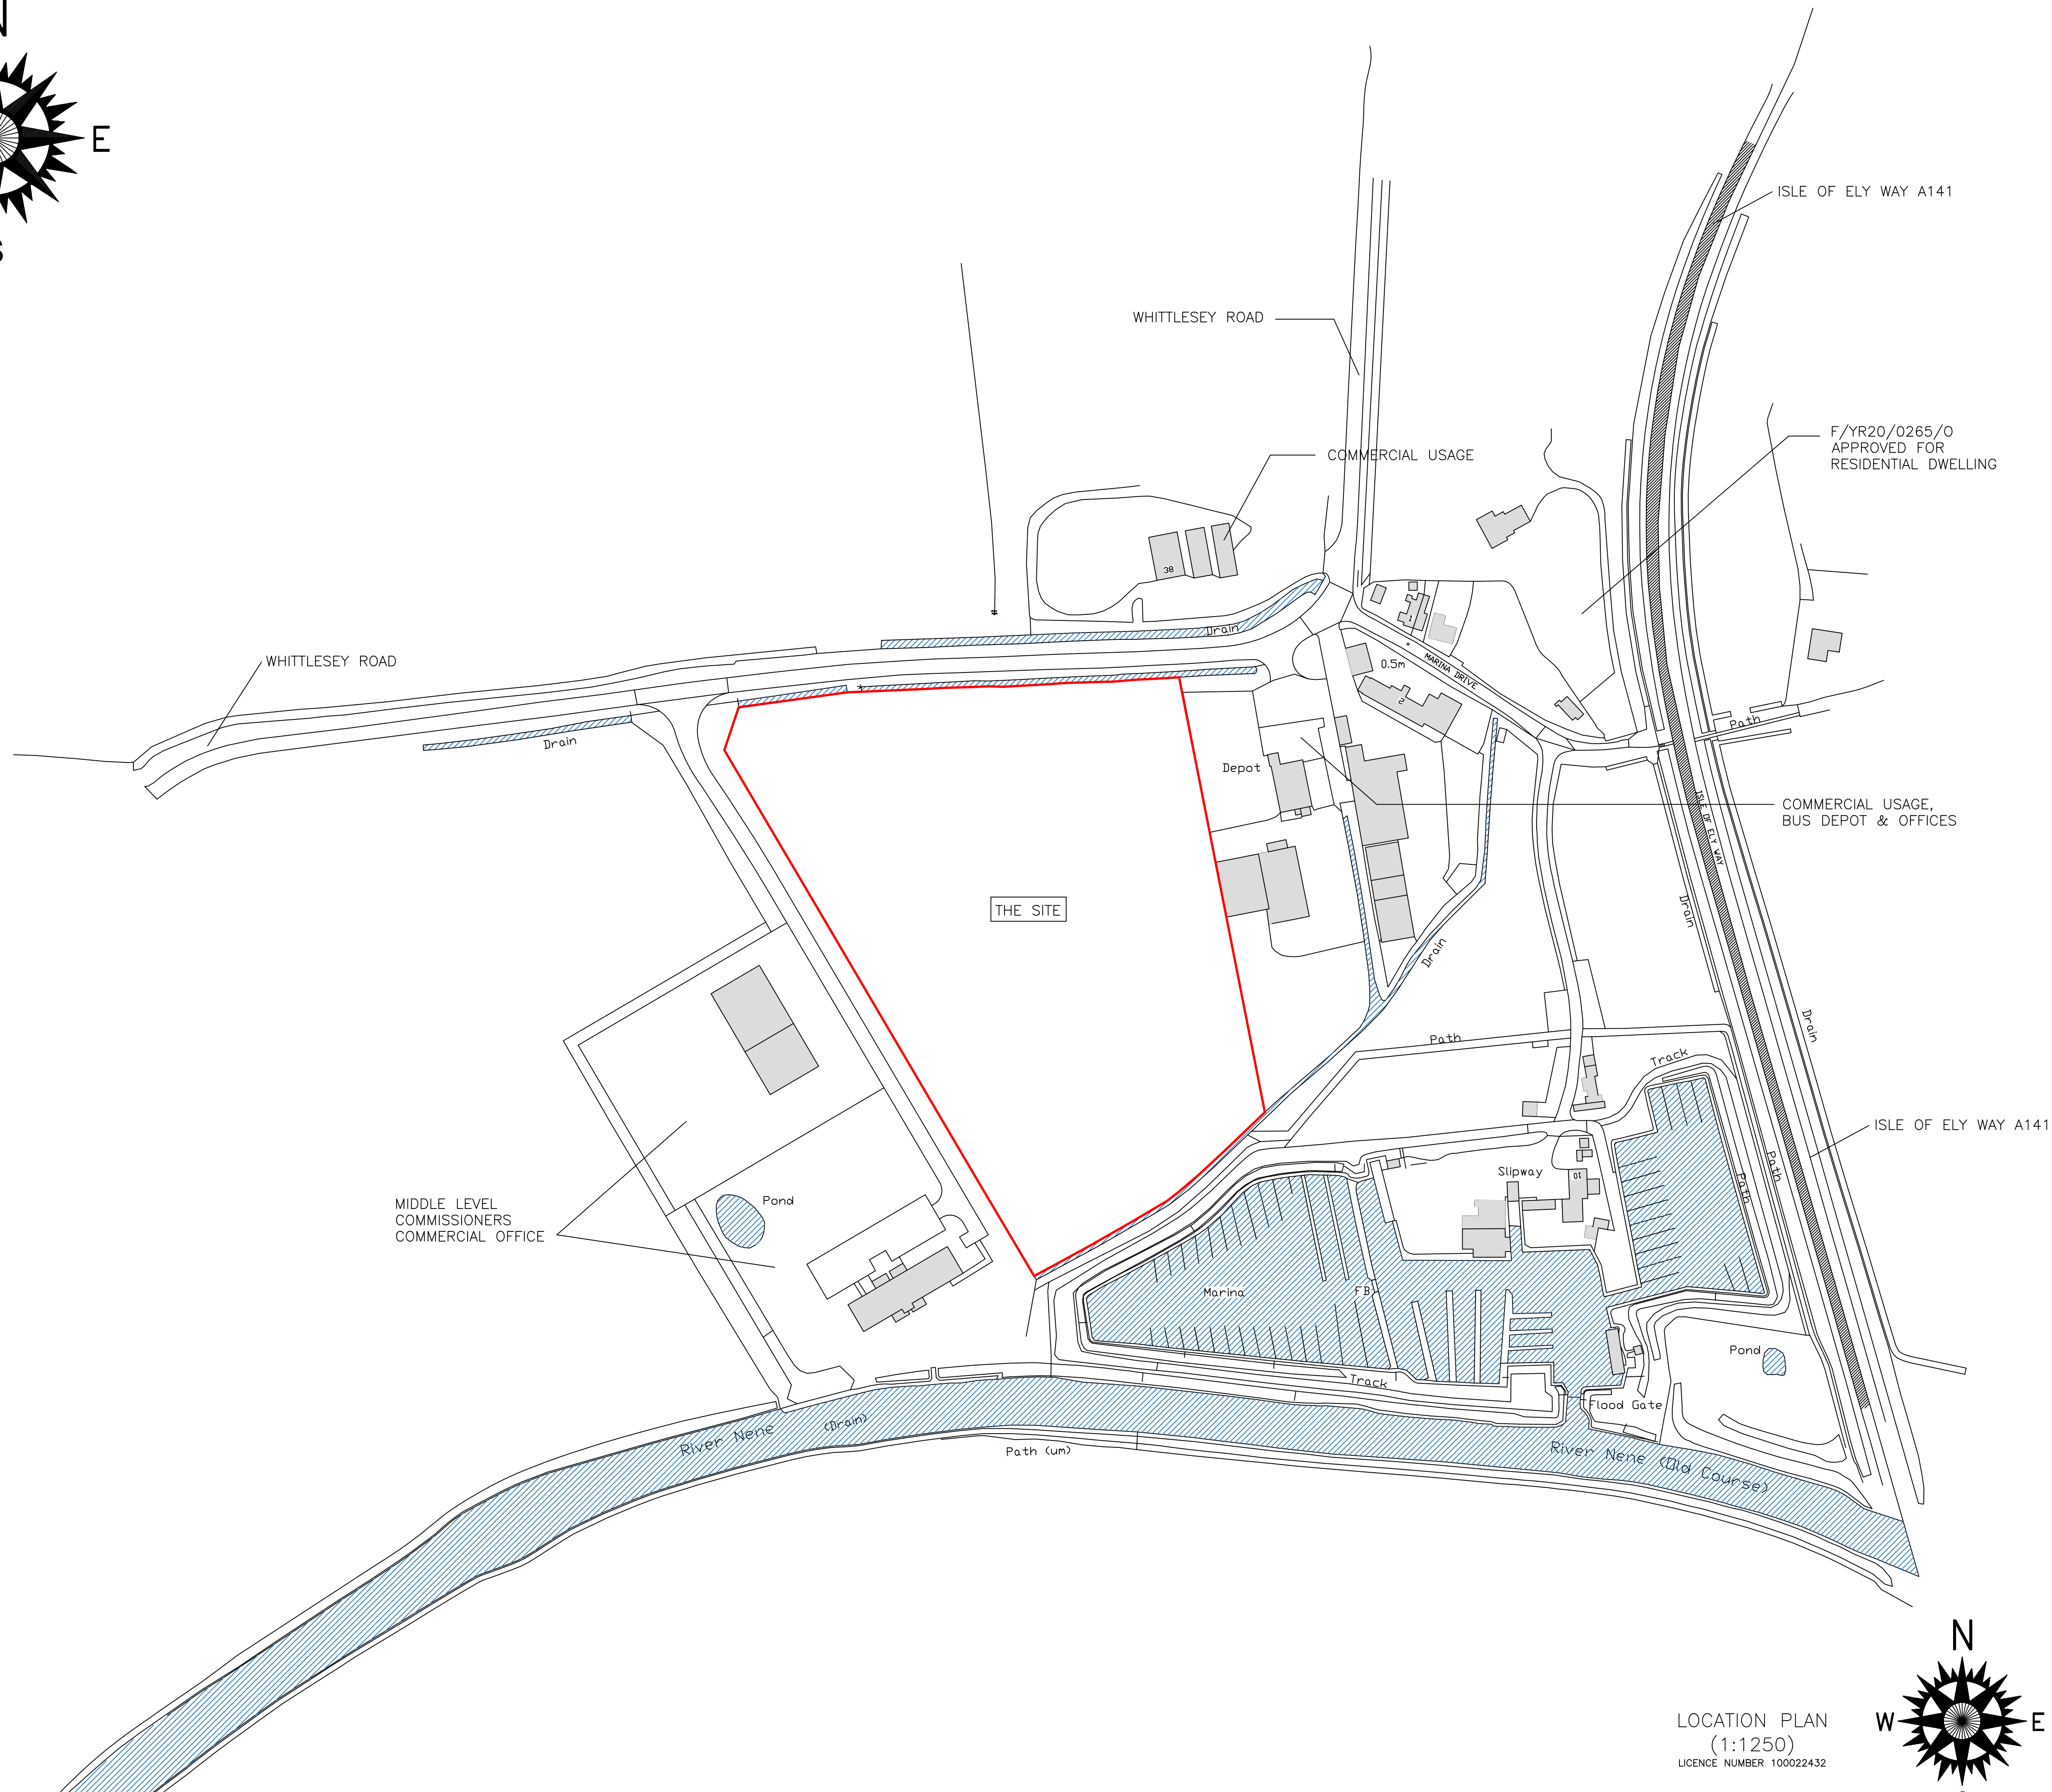 N
E
S
ISLE OF ELY WAY A141
WHITTLESEY ROAD
F/YR20/0265/O
APPROVED FOR
RESIDENTIAL DWELLING
COMMERCIAL USAGE
38
Drain
1
MARINA DRIVE
0.5m
2
WHITTLESEY ROAD
Drain
Path
Depot
ISLE OF ELY WAY
COMMERCIAL USAGE,
BUS DEPOT & OFFICES
THE SITE
Drain
Drain
Drain
Path
Track
ISLE OF ELY WAY A141
Slipway
10
Path
Path
MIDDLE LEVEL
COMMISSIONERS
COMMERCIAL OFFICE
Pond
Marina
FB
Pond
Track
Flood Gate
River Nene
(Drain)
Path (um)
River Nene (Old Course)
N
W
E
LOCATION PLAN
(1:1250)
LICENCE NUMBER 100022432